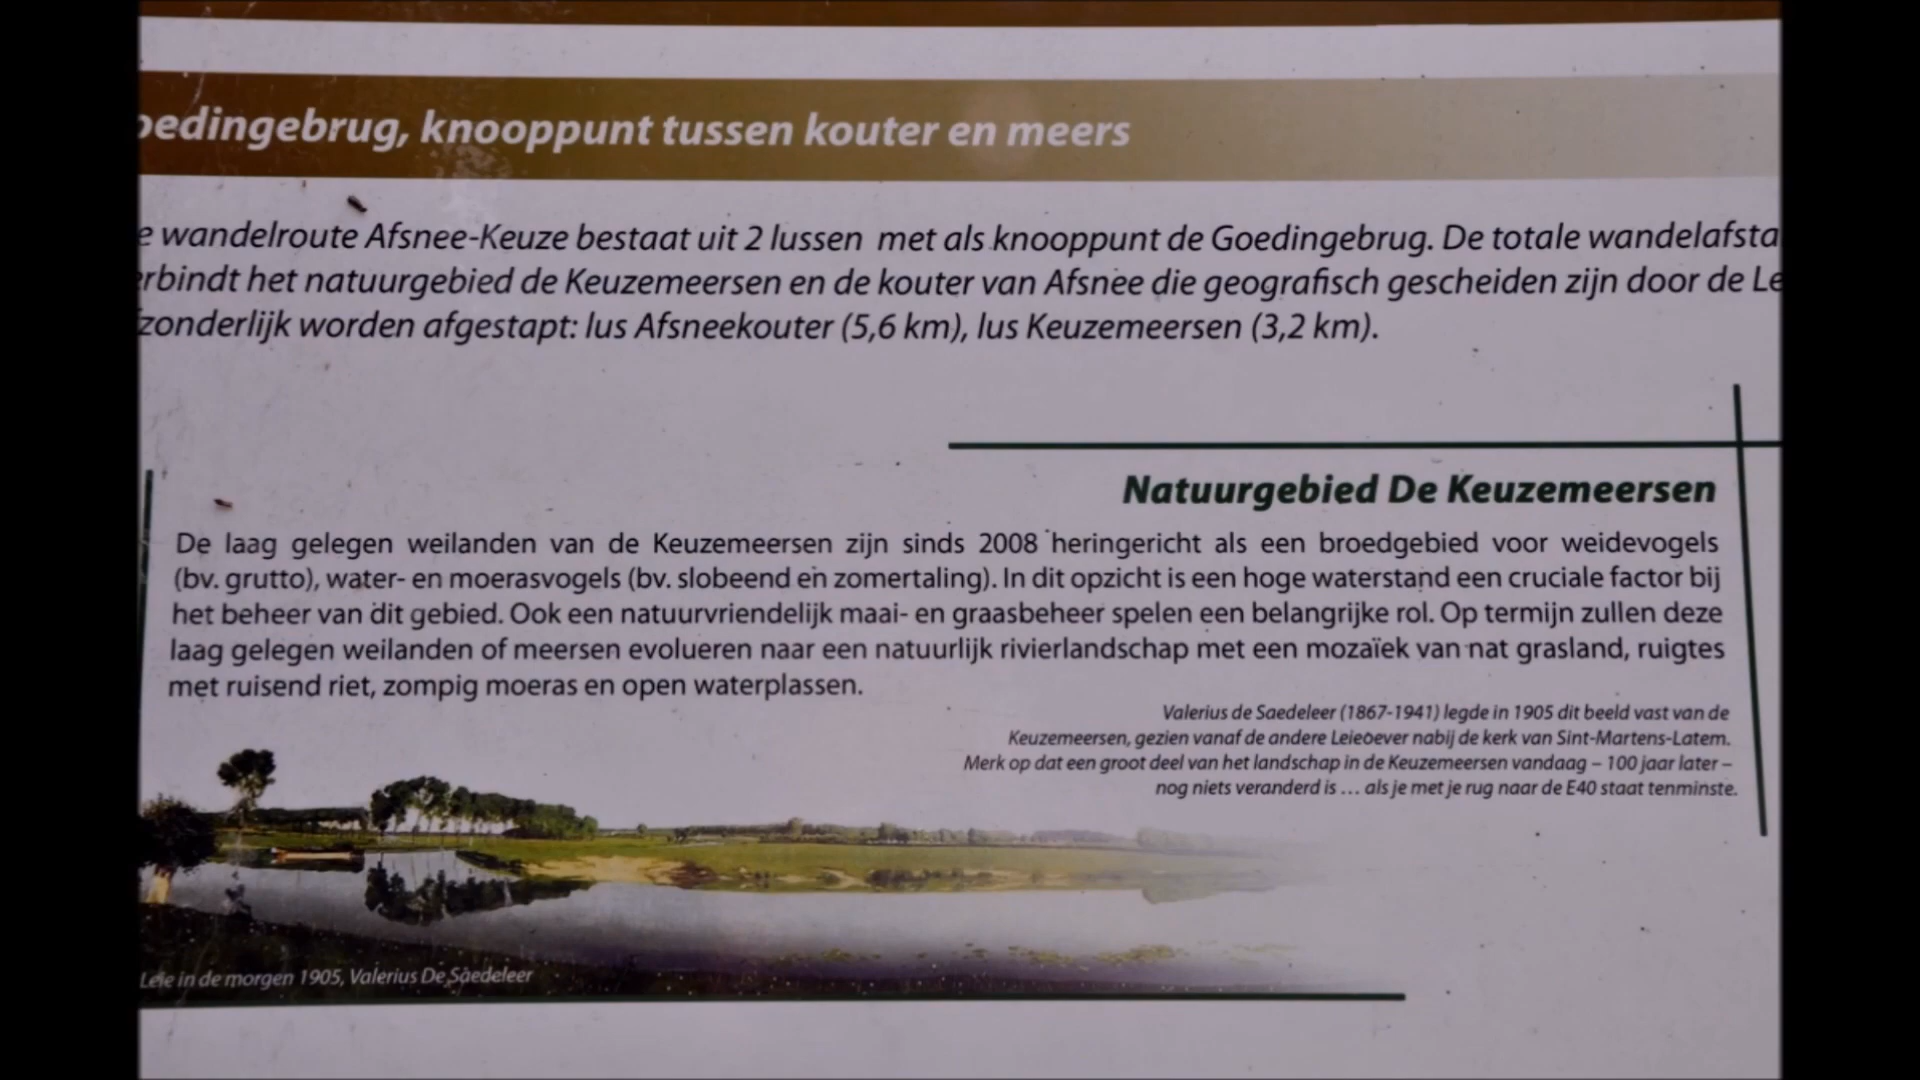 oedingebrug, knooppunt tussen kouter en meers
e wandelroute Afsnee-Keuze bestaat uit 2 lussen met als knooppunt de Goedingebrug. De totale wandelafsta
rbindt het natuurgebied de Keuzemeersen en de kouter van Afsnee die geografisch gescheiden zijn door de Le
zonderlijk worden afgestapt: lus Afsneekouter (5,6 km), lus Keuzemeersen (3,2 km).
Natuurgebied De Keuzemeersen
De laag gelegen weilanden van de Keuzemeersen zijn sinds 2008 heringericht als een broedgebied voor weidevogels
(bv. grutto), water- en moerasvogels (bv. slobeend en zomertaling). In dit opzicht is een hoge waterstand een cruciale factor bij
het beheer van dit gebied. Ook een natuurvriendelijk maai- en graasbeheer spelen een belangrijke rol. Op termijn zullen deze
laag gelegen weilanden of meersen evolueren naar een natuurlijk rivierlandschap met een mozaïek van nat grasland, ruigtes
met ruisend riet, zompig moeras en open waterplassen.
Valerius de Saedeleer (1867-1941) legde in 1905 dit beeld vast van de
Keuzemeersen, gezien vanaf de andere Leieoever nabij de kerk van Sint-Martens-Latem.
Merk op dat een groot deel van het landschap in de Keuzemeersen vandaag – 100 jaar later –
nog niets veranderd is ... als je met je rug naar de E40 staat tenminste.
Leie in de morgen 1905, Valerius De Saedeleer